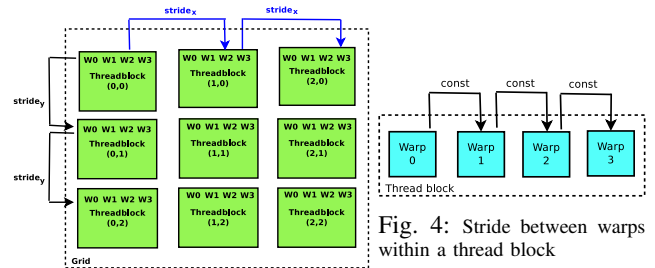 stride_x stride_x
W0 W1 W2 W3 W0 W1 W2 W3 W0 W1 W2 W3
Threadblock Threadblock Threadblock
(0,0) (1,0) (2,0)
stride_y
W0 W1 W2 W3 W0 W1 W2 W3 W0 W1 W2 W3
Threadblock Threadblock Threadblock
(0,1) (1,1) (2,1)
stride_y
W0 W1 W2 W3 W0 W1 W2 W3 W0 W1 W2 W3
Threadblock Threadblock Threadblock
(0,2) (1,2) (2,2)
Grid
const const const
Warp Warp Warp Warp
0 1 2 3
Thread block
Fig. 4: Stride between warps
within a thread block